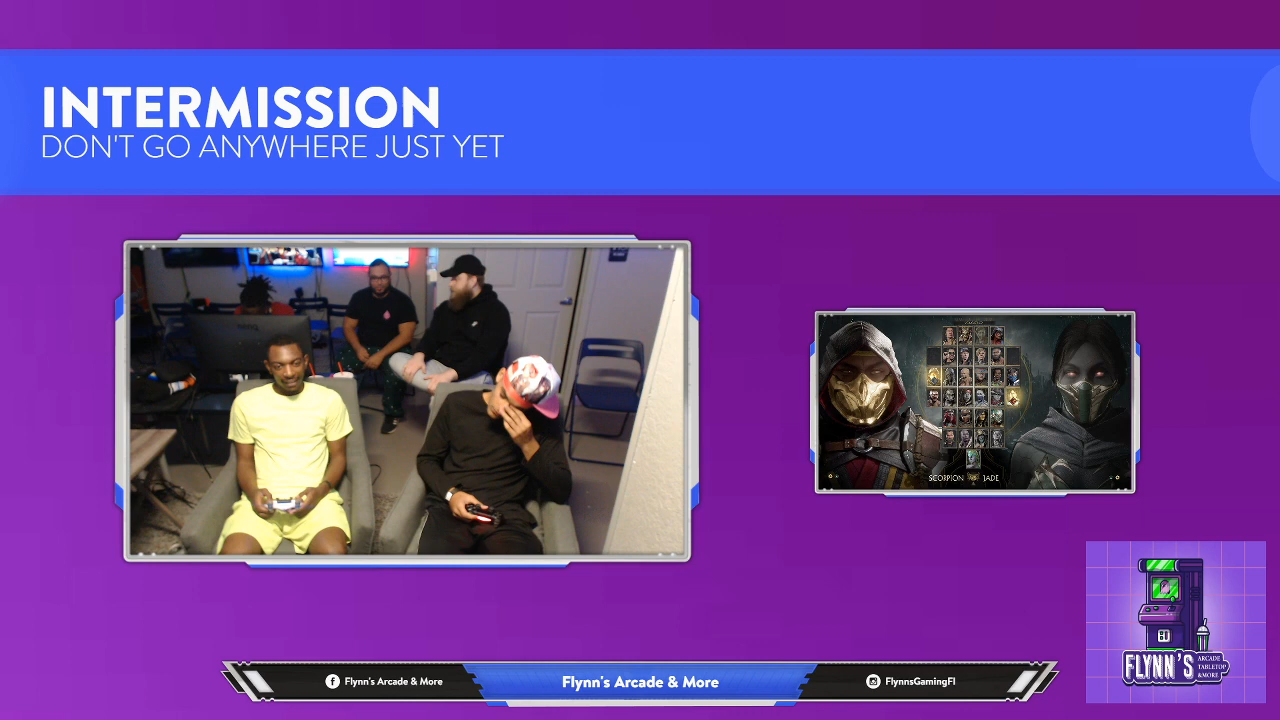 INTERMISSION
DON'T GO ANYWHERE JUST YET
SCORPION VS JADE
Flynn's Arcade & More
Flynn's Arcade & More
FlynnsGamingFl
FLYNN'S
ARCADE
TABLETOP
&MORE